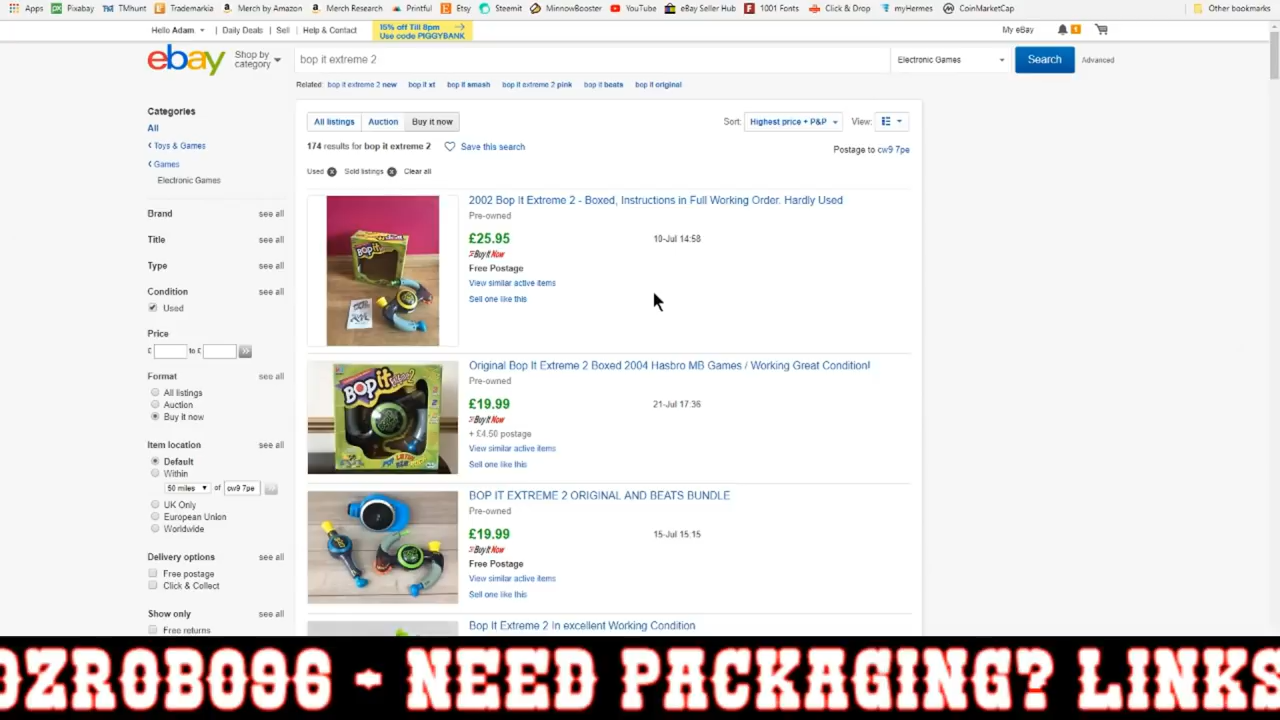 Apps Pixabay TMhunt Trademarkia Merch by Amazon Merch Research Printful Etsy Steemit MinnowBooster YouTube eBay Seller Hub 1001 Fonts Click & Drop myHermes CoinMarketCap Other bookmarks
Hello Adam Daily Deals Sell Help & Contact 15% off Till 8pm My eBay 1
Use code PIGGYBANK
ebay Shop by category bop it extreme 2 Electronic Games Search Advanced
Related: bop it extreme 2 new bop it xt bop it smash bop it extreme 2 pink bop it beats bop it original
Categories
All
Toys & Games
Games
Electronic Games
Brand see all
Title see all
Type see all
Condition see all
Used
Price
£ to £
Format see all
All listings
Auction
Buy it now
Item location see all
Default
Within
50 miles of cw9 7pe
UK Only
European Union
Worldwide
Delivery options see all
Free postage
Click & Collect
Show only see all
Free returns
All listings Auction Buy it now Sort: Highest price + P&P View:
174 results for bop it extreme 2 Save this search Postage to cw9 7pe
Used Sold listings Clear all
2002 Bop It Extreme 2 - Boxed, Instructions in Full Working Order. Hardly Used
Pre-owned
£25.95 10-Jul 14:58
Buy It Now
Free Postage
View similar active items
Sell one like this
Bop it
Original Bop It Extreme 2 Boxed 2004 Hasbro MB Games / Working Great Condition!
Pre-owned
£19.99 21-Jul 17:36
Buy It Now
+ £4.50 postage
View similar active items
Sell one like this
BOP IT EXTREME 2 ORIGINAL AND BEATS BUNDLE
Pre-owned
£19.99 15-Jul 15:15
Buy It Now
Free Postage
View similar active items
Sell one like this
Bop It Extreme 2 In excellent Working Condition
OZROBO96 - NEED PACKAGING? LINKS